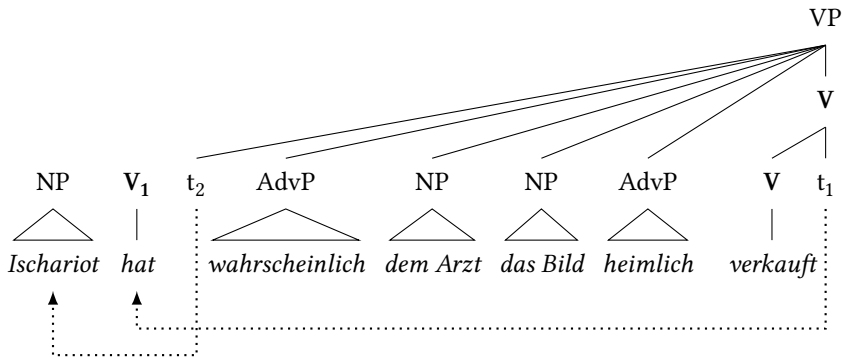 VP
V
NP V₁ t₂ AdvP NP NP AdvP V t₁
Ischariot hat wahrscheinlich dem Arzt das Bild heimlich verkauft